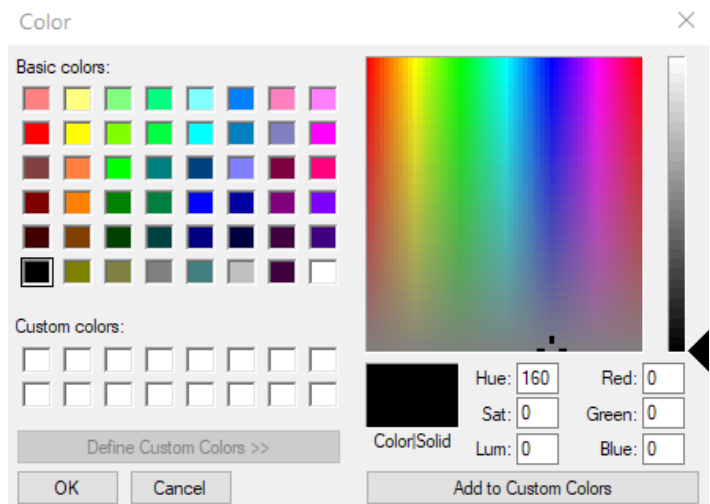 Color
Basic colors:
Custom colors:
Define Custom Colors >>
OK Cancel
Color|Solid
Hue: 160 Red: 0
Sat: 0 Green: 0
Lum: 0 Blue: 0
Add to Custom Colors